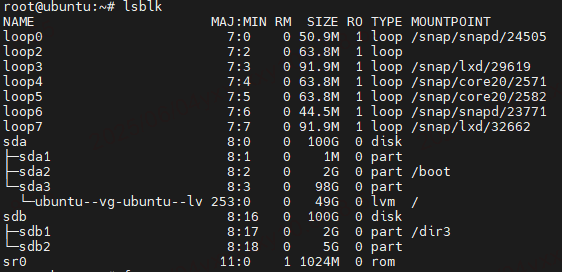 root@ubuntu:~# lsblk
NAME                      MAJ:MIN RM  SIZE RO TYPE MOUNTPOINT
loop0                       7:0    0 50.9M  1 loop /snap/snapd/24505
loop2                       7:2    0 63.8M  1 loop
loop3                       7:3    0 91.9M  1 loop /snap/lxd/29619
loop4                       7:4    0 63.8M  1 loop /snap/core20/2571
loop5                       7:5    0 63.8M  1 loop /snap/core20/2582
loop6                       7:6    0 44.5M  1 loop /snap/snapd/23771
loop7                       7:7    0 91.9M  1 loop /snap/lxd/32662
sda                         8:0    0  100G  0 disk
├─sda1                      8:1    0    1M  0 part
├─sda2                      8:2    0    2G  0 part /boot
└─sda3                      8:3    0   98G  0 part
  └─ubuntu--vg-ubuntu--lv 253:0    0   49G  0 lvm  /
sdb                         8:16   0  100G  0 disk
├─sdb1                      8:17   0    2G  0 part /dir3
└─sdb2                      8:18   0    5G  0 part
sr0                        11:0    1 1024M  0 rom